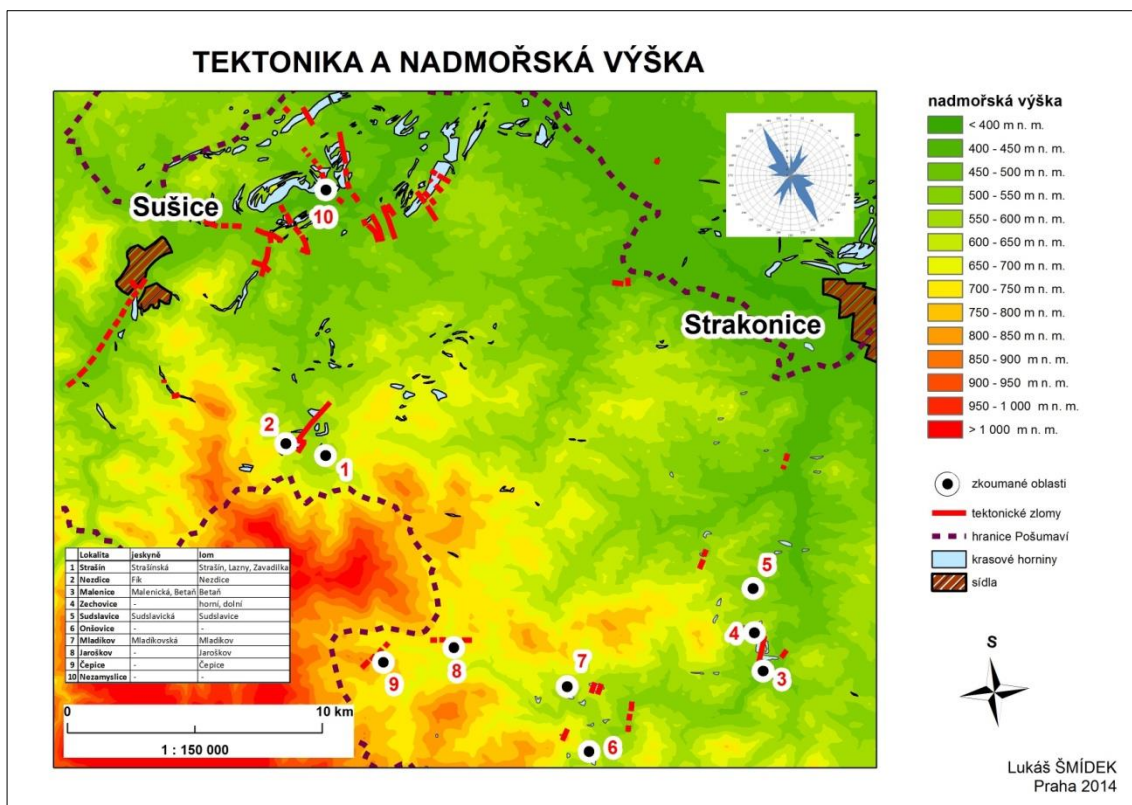 TEKTONIKA A NADMOŘSKÁ VÝŠKA
Sušice
10
Strakonice
2
1
5
4
3
7
8
9
6
Lokalita jeskyně lom
1 Strašín Strašínská Strašín, Lazny, Zavadilka
2 Nezdice Fík Nezdice
3 Malenice Malenická, Betaň Betaň
4 Zechovice - horní, dolní
5 Sudslavice Sudslavická Sudslavice
6 Onšovice - -
7 Mladíkov Mladíkovská Mladíkov
8 Jaroškov - Jaroškov
9 Čepice - Čepice
10 Nezamyslice - -
0 10 km
1 : 150 000
nadmořská výška
< 400 m n. m.
400 - 450 m n. m.
450 - 500 m n. m.
500 - 550 m n. m.
550 - 600 m n. m.
600 - 650 m n. m.
650 - 700 m n. m.
700 - 750 m n. m.
750 - 800 m n. m.
800 - 850 m n. m.
850 - 900 m n. m.
900 - 950 m n. m.
950 - 1 000 m n. m.
> 1 000 m n. m.
zkoumané oblasti
tektonické zlomy
hranice Pošumaví
krasové horniny
sídla
S
Lukáš ŠMÍDEK
Praha 2014